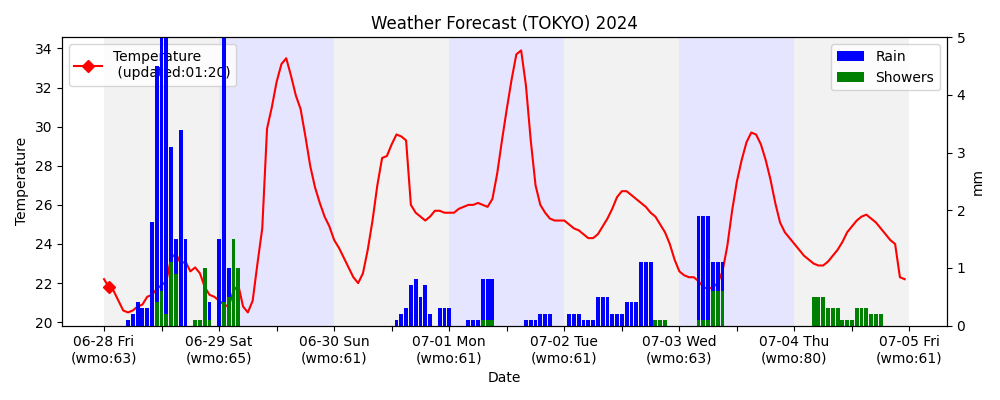 Weather Forecast (TOKYO) 2024
Temperature
(updated:01:20)
Rain
Showers
34
32
30
28
26
24
22
20
Temperature
5
4
3
2
1
0
mm
06-28 Fri
(wmo:63)
06-29 Sat
(wmo:65)
06-30 Sun
(wmo:61)
07-01 Mon
(wmo:61)
07-02 Tue
(wmo:61)
07-03 Wed
(wmo:63)
07-04 Thu
(wmo:80)
07-05 Fri
(wmo:61)
Date